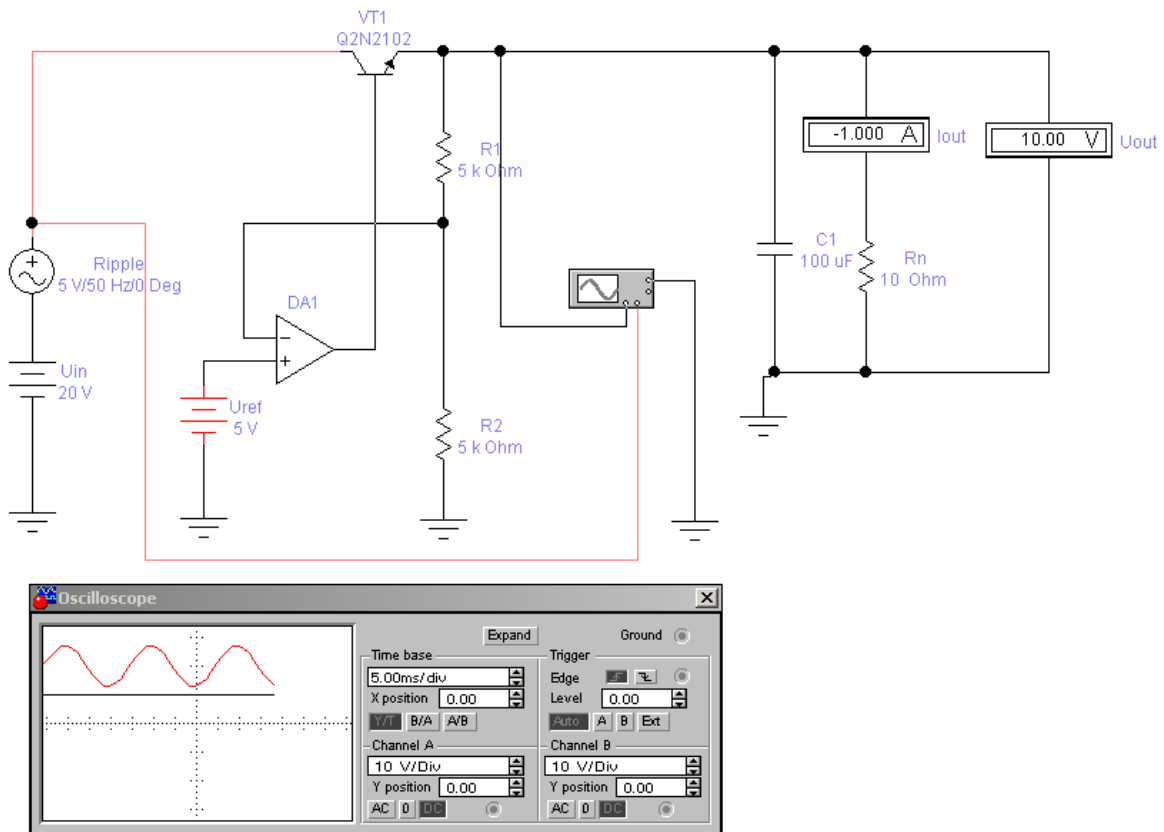 VT1
Q2N2102
-1.000 A
Iout
10.00 V
Uout
R1
5 k Ohm
Ripple
5 V/50 Hz/0 Deg
C1
100 uF
Rn
10 Ohm
DA1
Uin
20 V
Uref
5 V
R2
5 k Ohm
Oscilloscope
Expand
Ground
Time base
Trigger
5.00ms/div
Edge
X position 0.00
Level 0.00
Y/T B/A A/B
Auto A B Ext
Channel A
Channel B
10 V/Div
10 V/Div
Y position 0.00
Y position 0.00
AC 0 DC
AC 0 DC